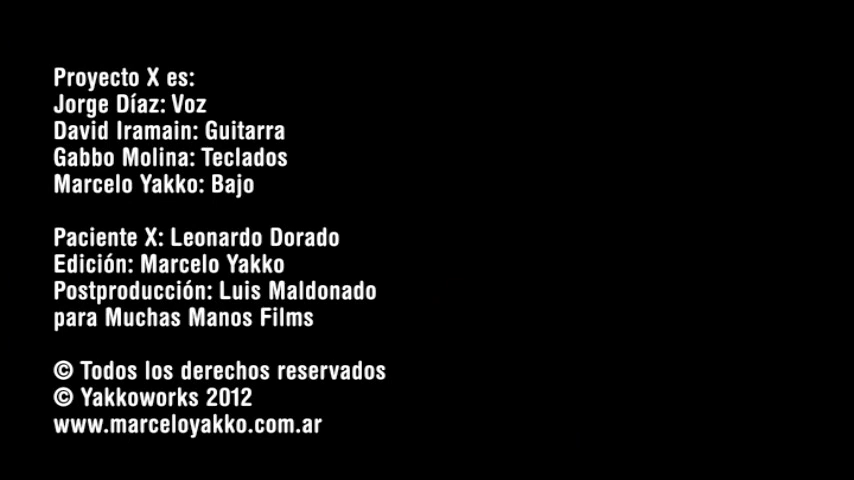 Proyecto X es:
Jorge Díaz: Voz
David Iramain: Guitarra
Gabbo Molina: Teclados
Marcelo Yakko: Bajo
Paciente X: Leonardo Dorado
Edición: Marcelo Yakko
Postproducción: Luis Maldonado
para Muchas Manos Films
© Todos los derechos reservados
© Yakkoworks 2012
www.marceloyakko.com.ar